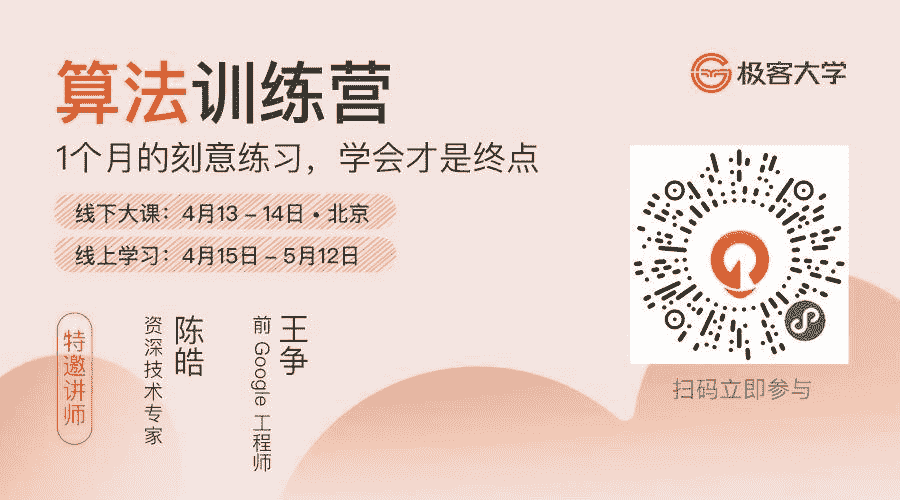 算法训练营
极客大学
1个月的刻意练习，学会才是终点
线下大课：4月13 – 14日 • 北京
线上学习：4月15日 – 5月12日
特邀讲师
陈皓
资深技术专家
王争
前 Google 工程师
扫码立即参与